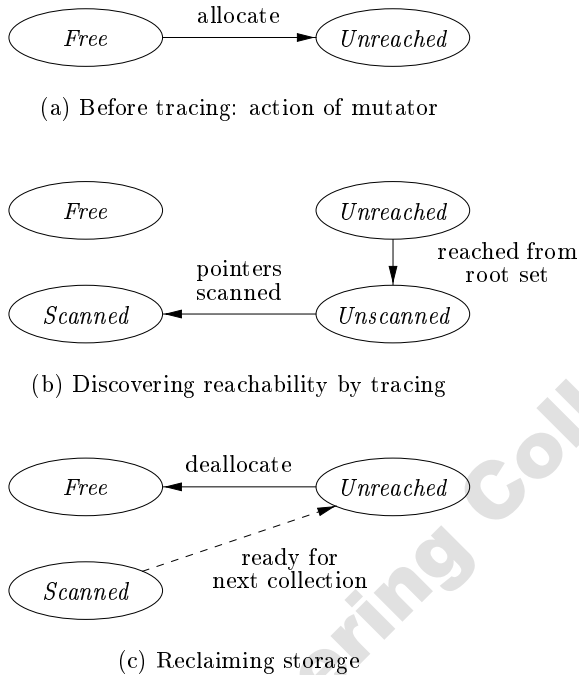 allocate
Free
Unreached
(a) Before tracing: action of mutator
Free
Unreached
reached from
root set
pointers
scanned
Scanned
Unscanned
(b) Discovering reachability by tracing
deallocate
Free
Unreached
ready for
next collection
Scanned
(c) Reclaiming storage